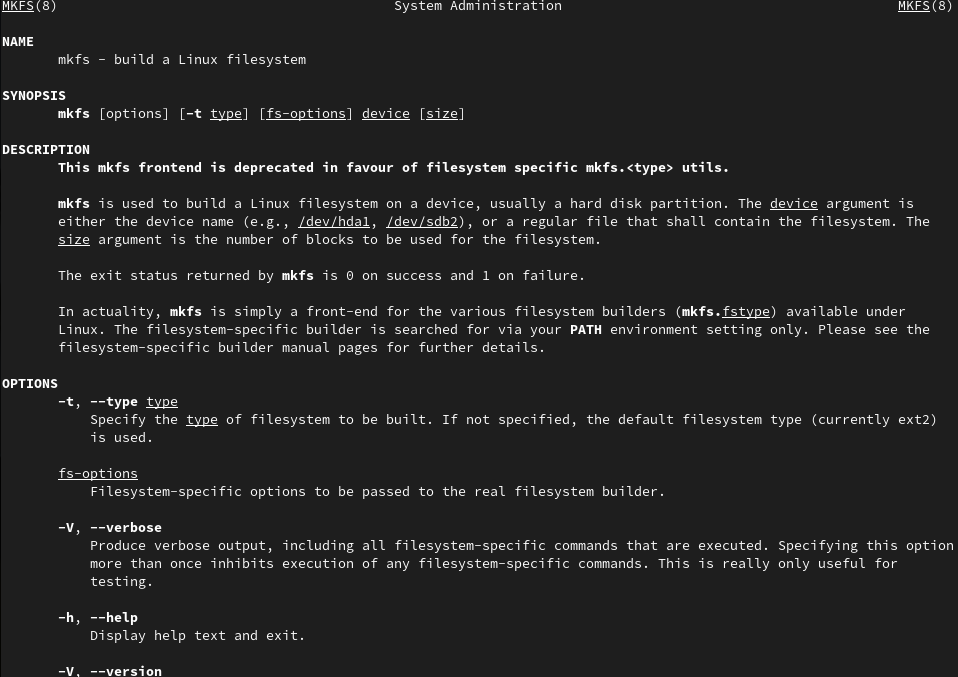 MKFS(8) System Administration MKFS(8)
NAME
mkfs - build a Linux filesystem
SYNOPSIS
mkfs [options] [-t type] [fs-options] device [size]
DESCRIPTION
This mkfs frontend is deprecated in favour of filesystem specific mkfs.<type> utils.
mkfs is used to build a Linux filesystem on a device, usually a hard disk partition. The device argument is
either the device name (e.g., /dev/hda1, /dev/sdb2), or a regular file that shall contain the filesystem. The
size argument is the number of blocks to be used for the filesystem.
The exit status returned by mkfs is 0 on success and 1 on failure.
In actuality, mkfs is simply a front-end for the various filesystem builders (mkfs.fstype) available under
Linux. The filesystem-specific builder is searched for via your PATH environment setting only. Please see the
filesystem-specific builder manual pages for further details.
OPTIONS
-t, --type type
Specify the type of filesystem to be built. If not specified, the default filesystem type (currently ext2)
is used.
fs-options
Filesystem-specific options to be passed to the real filesystem builder.
-V, --verbose
Produce verbose output, including all filesystem-specific commands that are executed. Specifying this option
more than once inhibits execution of any filesystem-specific commands. This is really only useful for
testing.
-h, --help
Display help text and exit.
-V, --version